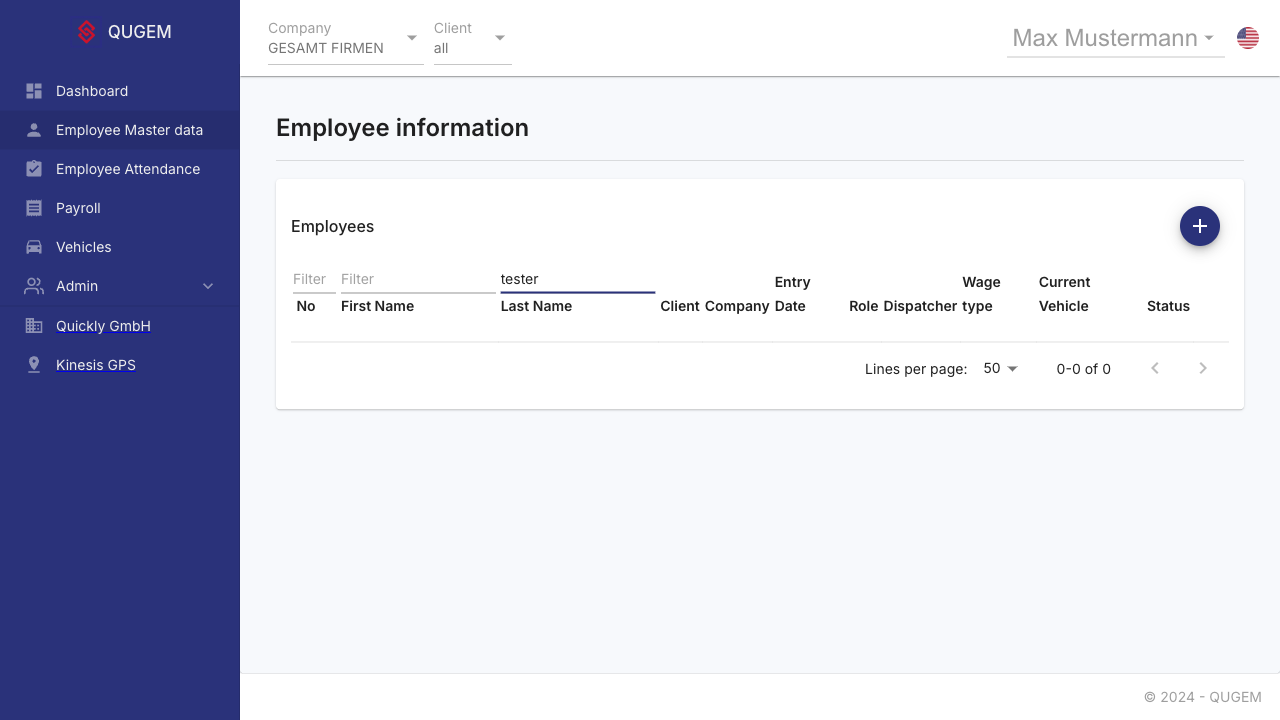 QUGEM
Dashboard
Employee Master data
Employee Attendance
Payroll
Vehicles
Admin
Quickly GmbH
Kinesis GPS
Company
GESAMT FIRMEN
Client
all
Max Mustermann
Employee information
Employees
Filter Filter tester
No First Name Last Name Client Company Entry Date Role Dispatcher Wage type Current Vehicle Status
Lines per page: 50 0-0 of 0
© 2024 - QUGEM